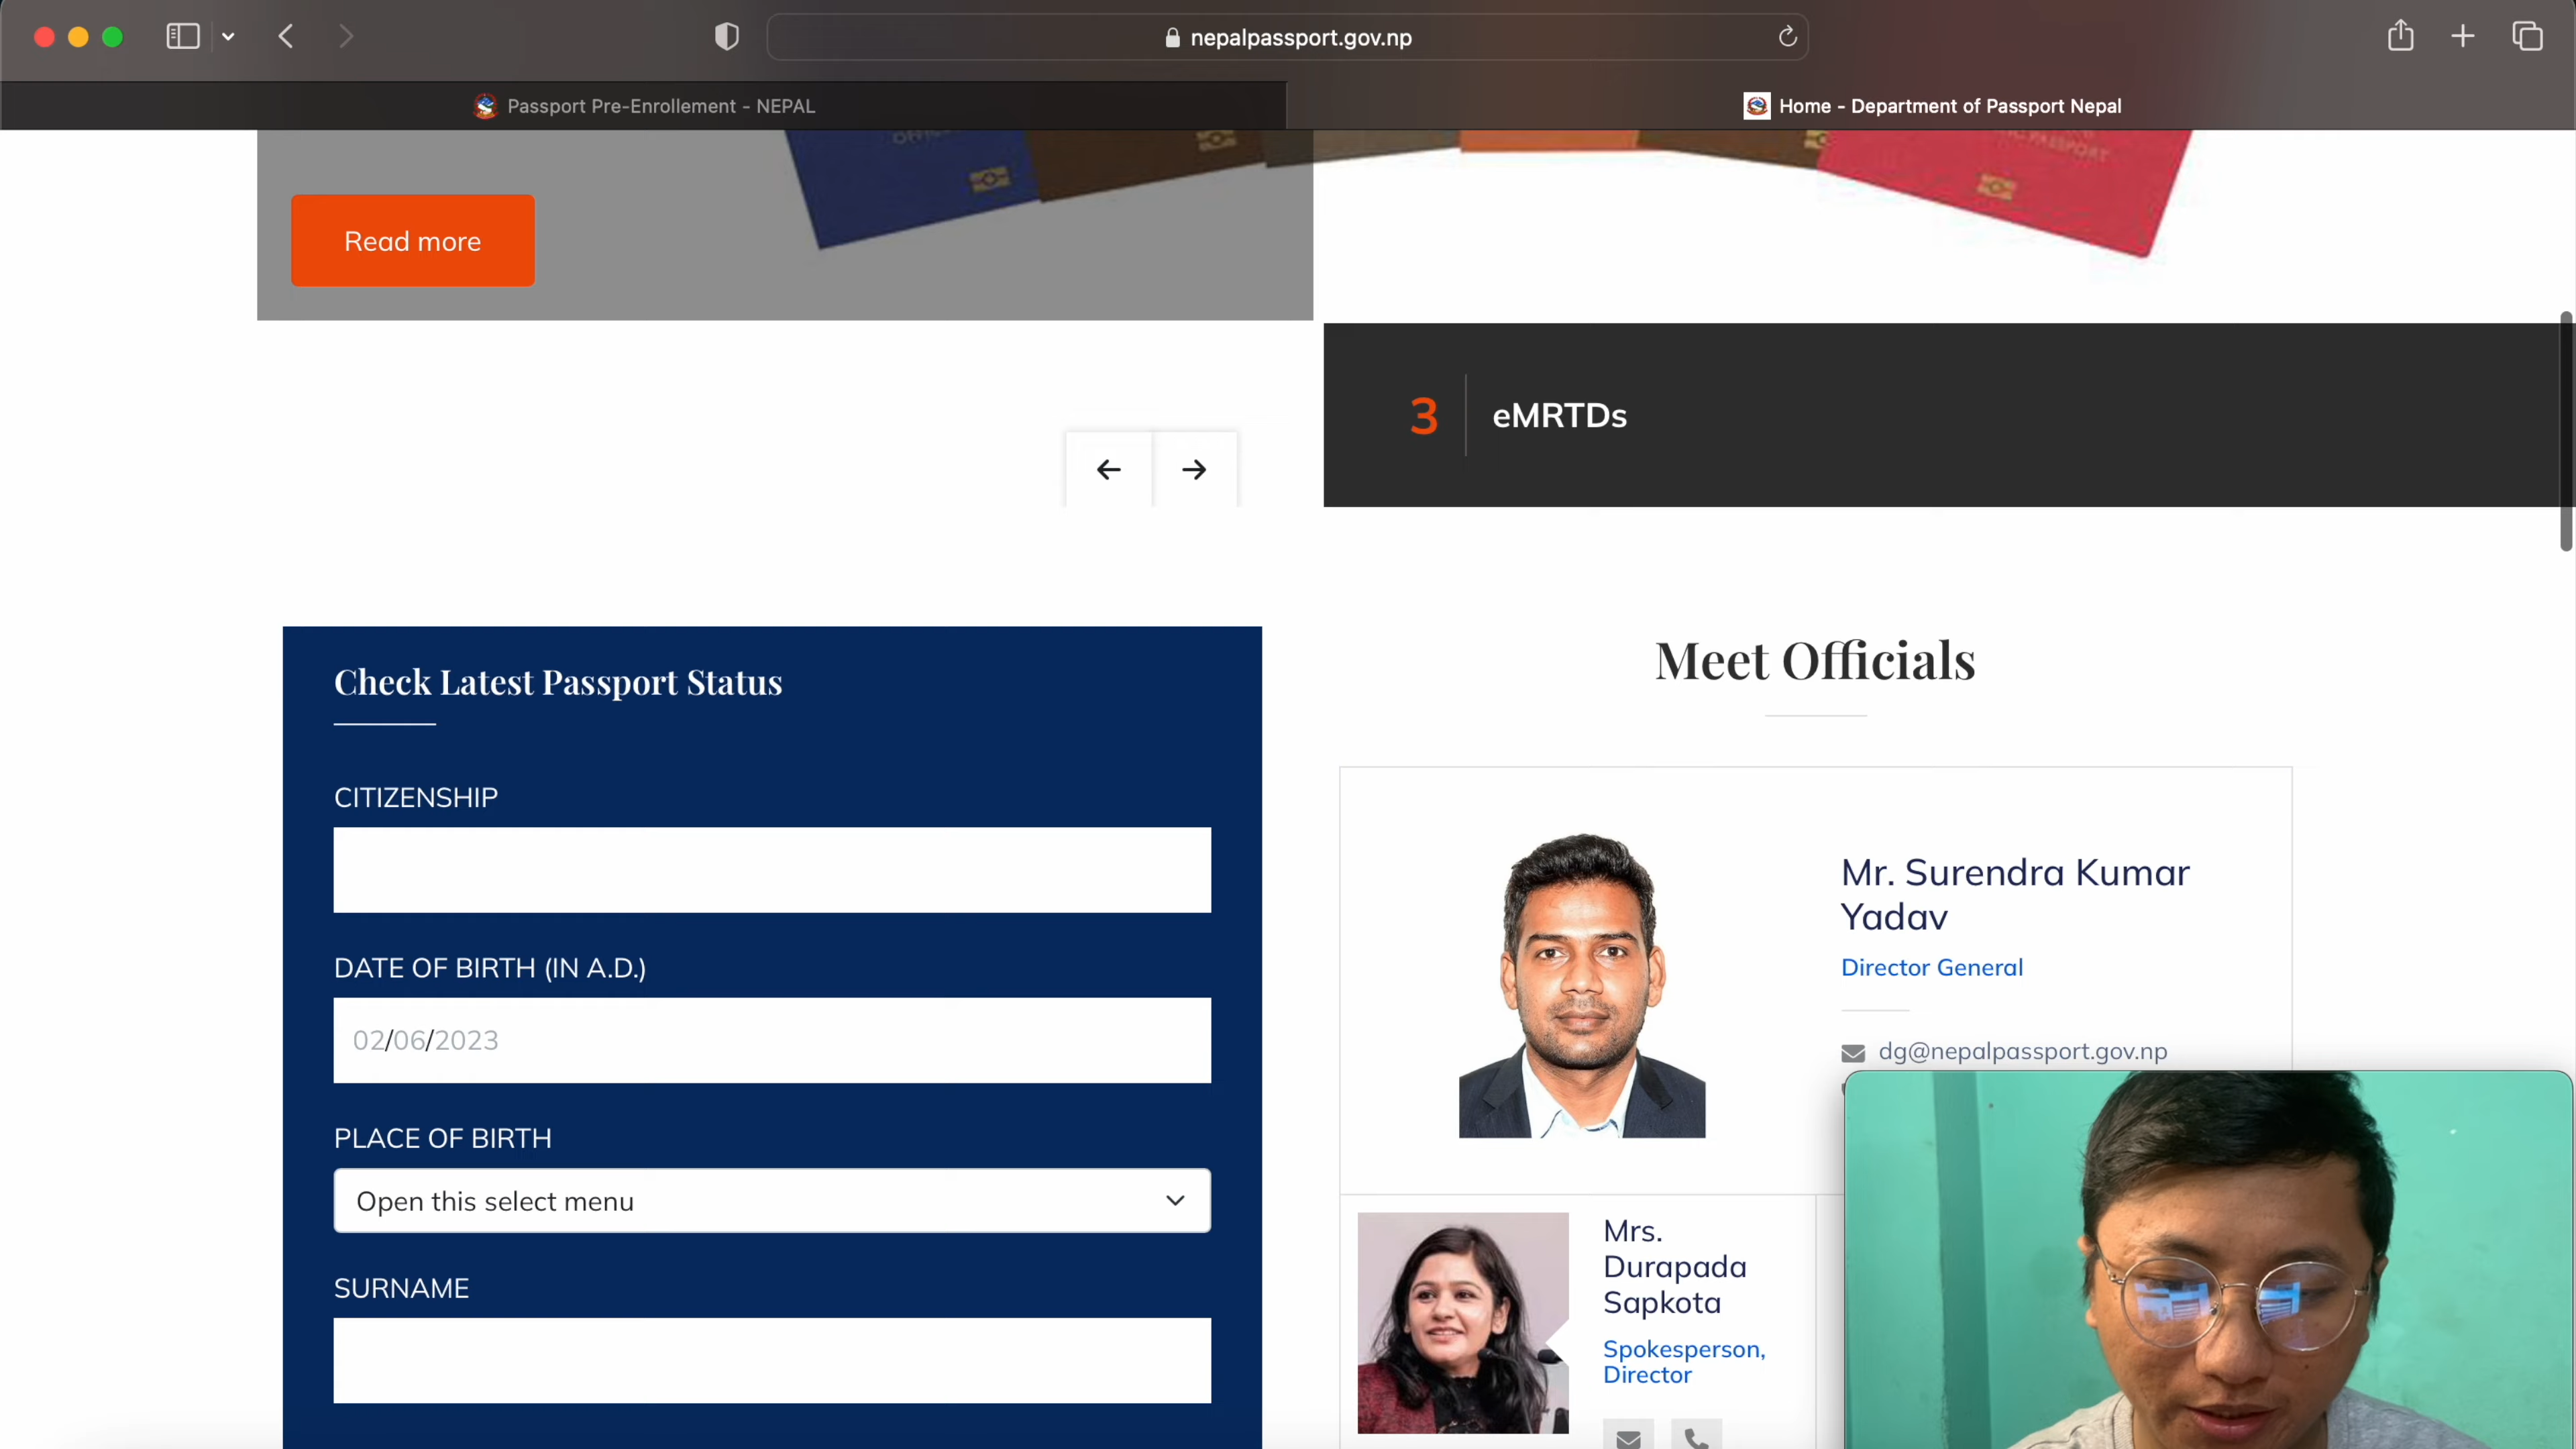 nepalpassport.gov.np
Passport Pre-Enrollement - NEPAL
Home - Department of Passport Nepal
PASSPORT
Read more
3
eMRTDs
Check Latest Passport Status
CITIZENSHIP
DATE OF BIRTH (IN A.D.)
02/06/2023
PLACE OF BIRTH
Open this select menu
SURNAME
Meet Officials
Mr. Surendra Kumar
Yadav
Director General
dg@nepalpassport.gov.np
Mrs.
Durapada
Sapkota
Spokesperson,
Director